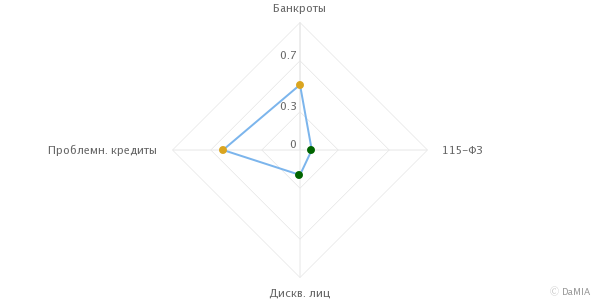 Банкроты
0.7
0.3
0
Проблемн. кредиты
115-ФЗ
Дискв. лиц
© DaMIA